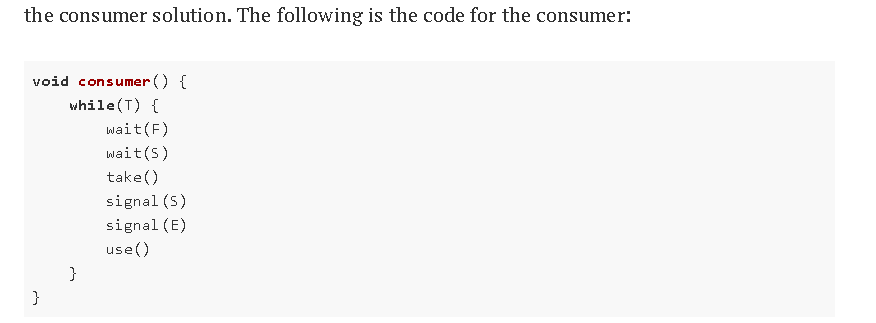 the consumer solution. The following is the code for the consumer:
void consumer() {
    while(T) {
        wait(F)
        wait(S)
        take()
        signal(S)
        signal(E)
        use()
    }
}